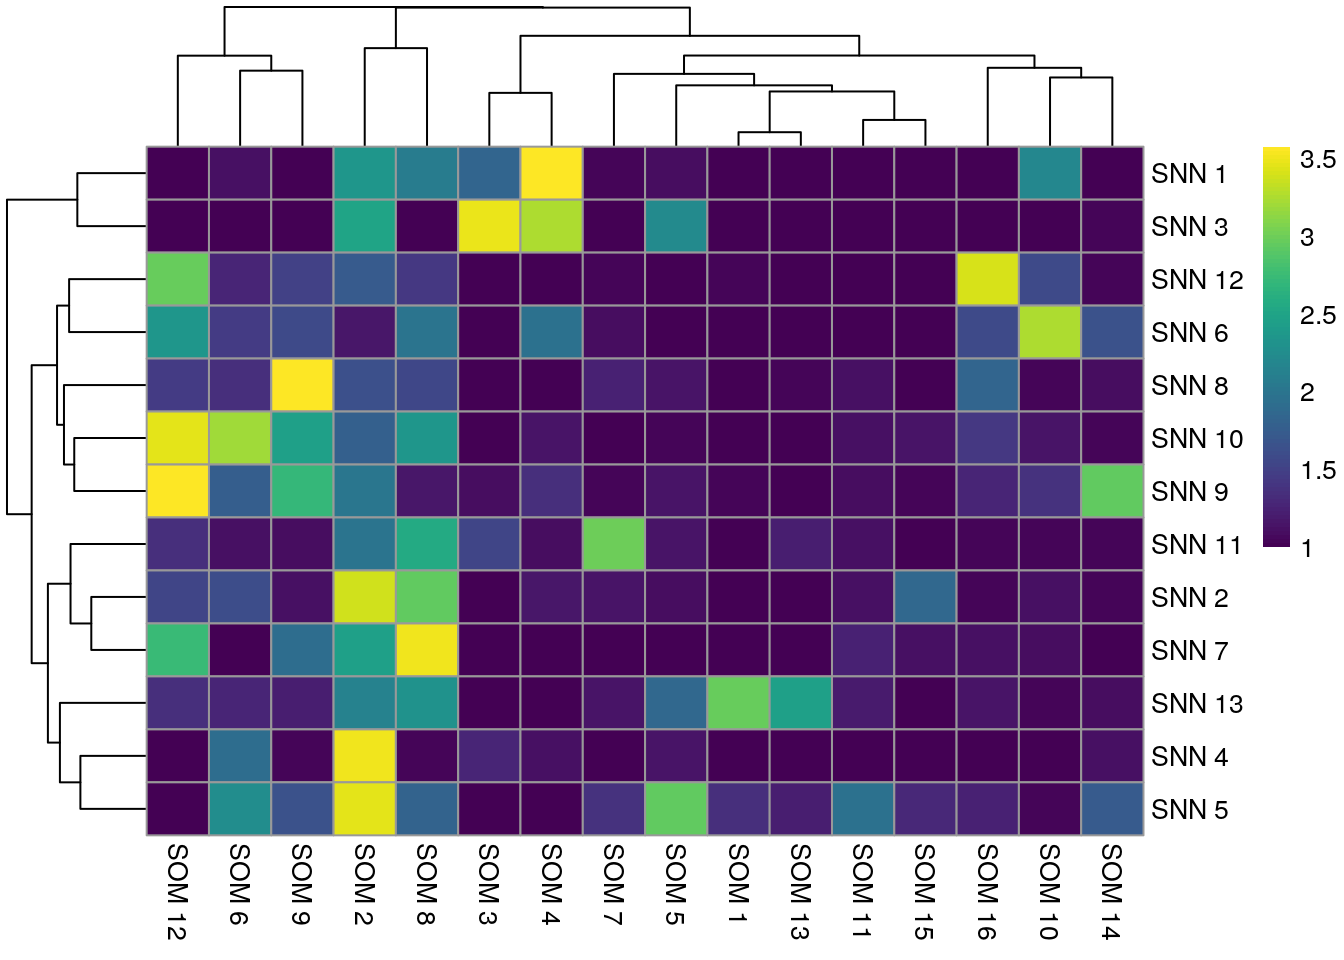 SNN 1
SNN 3
SNN 12
SNN 6
SNN 8
SNN 10
SNN 9
SNN 11
SNN 2
SNN 7
SNN 13
SNN 4
SNN 5
3.5
3
2.5
2
1.5
1
SOM 12
SOM 6
SOM 9
SOM 2
SOM 8
SOM 3
SOM 4
SOM 7
SOM 5
SOM 1
SOM 13
SOM 11
SOM 15
SOM 16
SOM 10
SOM 14